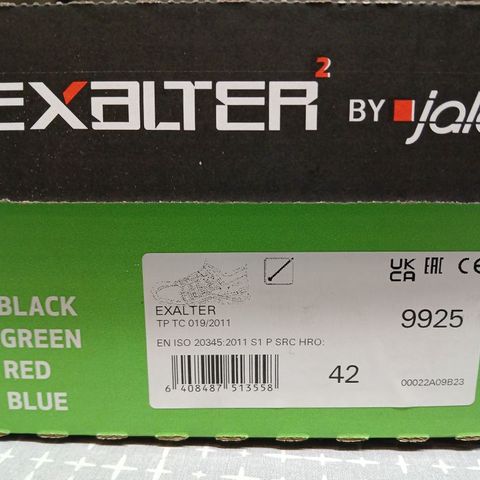 EXALTER² BY jala
UK CA EAC CE
EXALTER
TP TC 019/2011
9925
EN ISO 20345:2011 S1 P SRC HRO:
6 408487 513558
42
00022A09B23
BLACK
GREEN
RED
BLUE